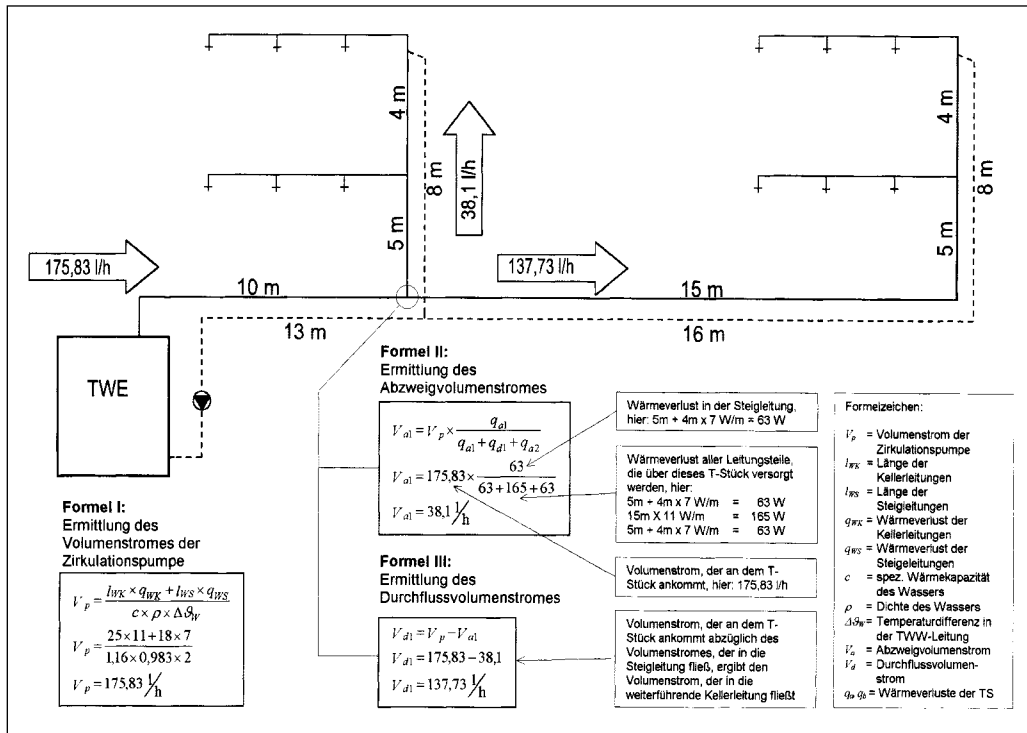 4 m
8 m
5 m
38,1 l/h
4 m
8 m
5 m
175,83 l/h
137,73 l/h
10 m
15 m
13 m
16 m
TWE
Formel I:
Ermittlung des
Volumenstromes der
Zirkulationspumpe
V_p = (l_WK × q_WK + l_WS × q_WS) / (c × ρ × Δϑ_W)
V_p = (25 × 11 + 18 × 7) / (1,16 × 0,983 × 2)
V_p = 175,83 l/h
Formel II:
Ermittlung des
Abzweigvolumenstromes
V_a1 = V_p × q_a1 / (q_a1 + q_d1 + q_a2)
V_a1 = 175,83 × 63 / (63 + 165 + 63)
V_a1 = 38,1 l/h
Formel III:
Ermittlung des
Durchflussvolumenstromes
V_d1 = V_p − V_a1
V_d1 = 175,83 − 38,1
V_d1 = 137,73 l/h
Wärmeverlust in der Steigleitung,
hier: 5m + 4m x 7 W/m = 63 W
Wärmeverlust aller Leitungsteile,
die über dieses T-Stück versorgt
werden, hier:
5m + 4m x 7 W/m = 63 W
15m X 11 W/m = 165 W
5m + 4m x 7 W/m = 63 W
Volumenstrom, der an dem T-
Stück ankommt, hier: 175,83 l/h
Volumenstrom, der an dem T-
Stück ankommt abzüglich des
Volumenstromes, der in die
Steigleitung fließ, ergibt den
Volumenstrom, der in die
weiterführende Kellerleitung fließt
Formelzeichen:
V_p = Volumenstrom der
Zirkulationspumpe
l_WK = Länge der
Kellerleitungen
l_WS = Länge der
Steigleitungen
q_WK = Wärmeverlust der
Kellerleitungen
q_WS = Wärmeverlust der
Steigeleitungen
c = spez. Wärmekapazität
des Wassers
ρ = Dichte des Wassers
Δϑ_W = Temperaturdifferenz in
der TWW-Leitung
V_a = Abzweigvolumenstrom
V_d = Durchflussvolumen-
strom
q_a, q_b = Wärmeverluste der TS